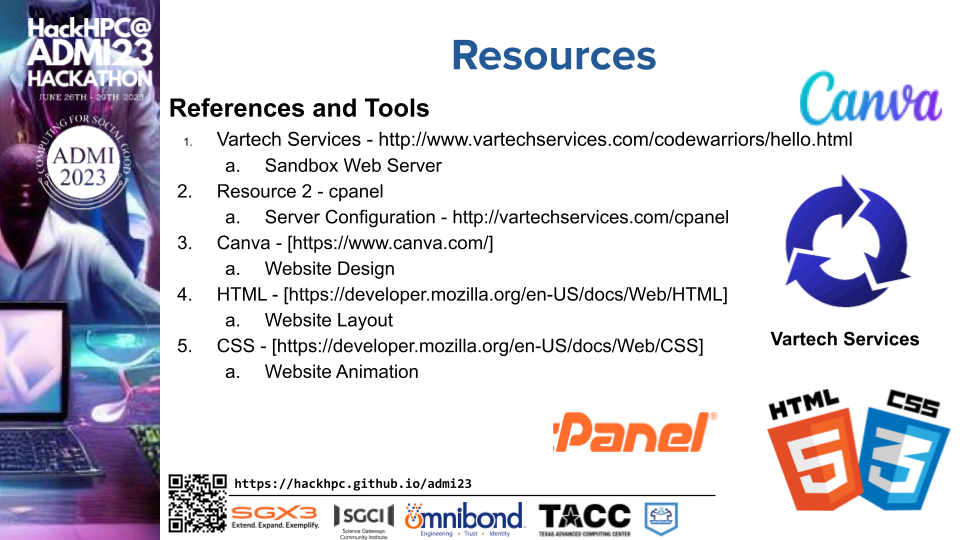 HackHPC@
ADMI23
HACKATHON
JUNE 26TH - 29TH 2023
COMPUTING FOR SOCIAL GOOD
ADMI
2023
Resources
Canva
References and Tools
1. Vartech Services - http://www.vartechservices.com/codewarriors/hello.html
a. Sandbox Web Server
2. Resource 2 - cpanel
a. Server Configuration - http://vartechservices.com/cpanel
3. Canva - [https://www.canva.com/]
a. Website Design
4. HTML - [https://developer.mozilla.org/en-US/docs/Web/HTML]
a. Website Layout
5. CSS - [https://developer.mozilla.org/en-US/docs/Web/CSS]
a. Website Animation
Vartech Services
HTML
5
CSS
3
cPanel®
https://hackhpc.github.io/admi23
SGX3
Extend. Expand. Exemplify.
SGCI
Science Gateways
Community Institute
Omnibond
Engineering • Trust • Identity
TACC
TEXAS ADVANCED COMPUTING CENTER